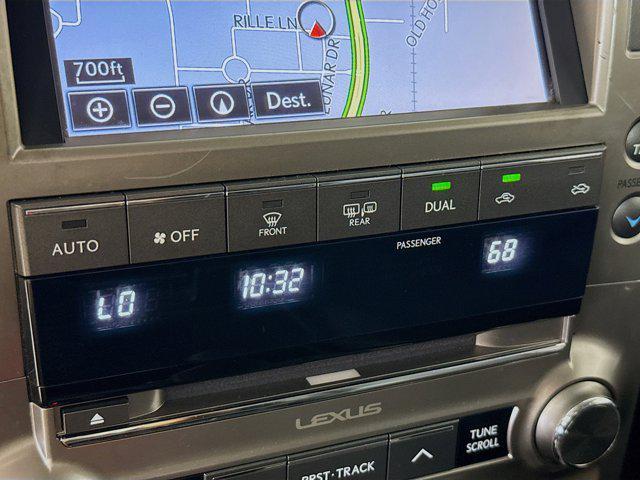 RILLE LN
LUNAR DR
OLD HO
700ft
Dest.
AUTO
OFF
FRONT
REAR
DUAL
PASSENGER
LO
10:32
68
LEXUS
TUNE
SCROLL
PRST·TRACK